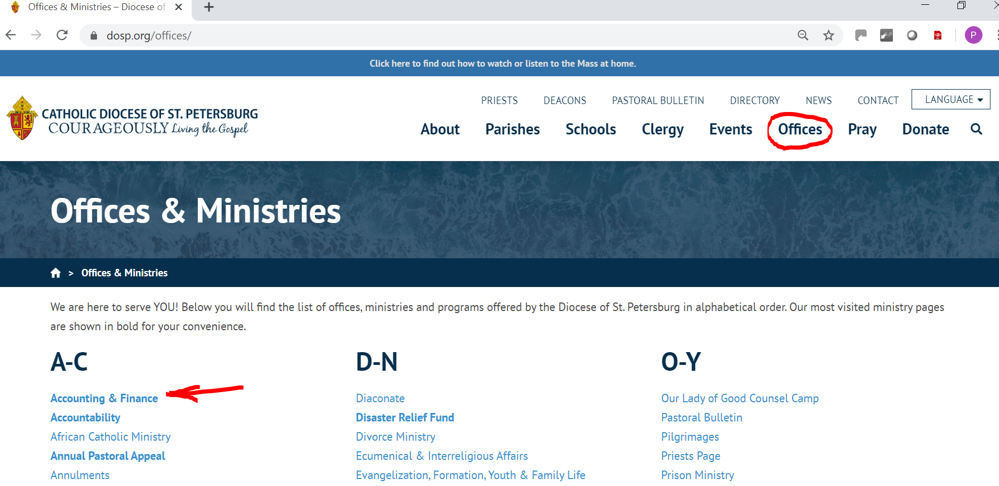 Offices & Ministries – Diocese of
dosp.org/offices/
P
Click here to find out how to watch or listen to the Mass at home.
PRIESTS DEACONS PASTORAL BULLETIN DIRECTORY NEWS CONTACT LANGUAGE
CATHOLIC DIOCESE OF ST. PETERSBURG
COURAGEOUSLY Living the Gospel
About Parishes Schools Clergy Events Offices Pray Donate
Offices & Ministries
> Offices & Ministries
We are here to serve YOU! Below you will find the list of offices, ministries and programs offered by the Diocese of St. Petersburg in alphabetical order. Our most visited ministry pages
are shown in bold for your convenience.
A-C
Accounting & Finance
Accountability
African Catholic Ministry
Annual Pastoral Appeal
Annulments
D-N
Diaconate
Disaster Relief Fund
Divorce Ministry
Ecumenical & Interreligious Affairs
Evangelization, Formation, Youth & Family Life
O-Y
Our Lady of Good Counsel Camp
Pastoral Bulletin
Pilgrimages
Priests Page
Prison Ministry